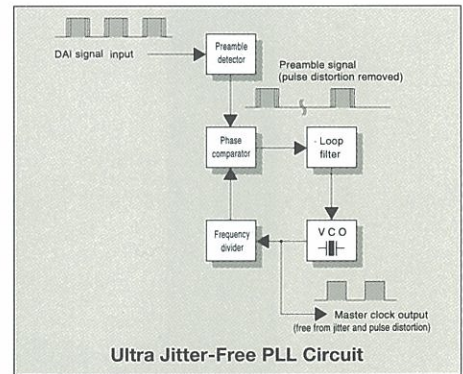 Preamble
detector
DAI signal input
Preamble signal
(pulse distortion removed)
Phase
comparator
Loop
filter
Frequency
divider
VCO
Master clock output
(free from jitter and pulse distortion)
Ultra Jitter-Free PLL Circuit